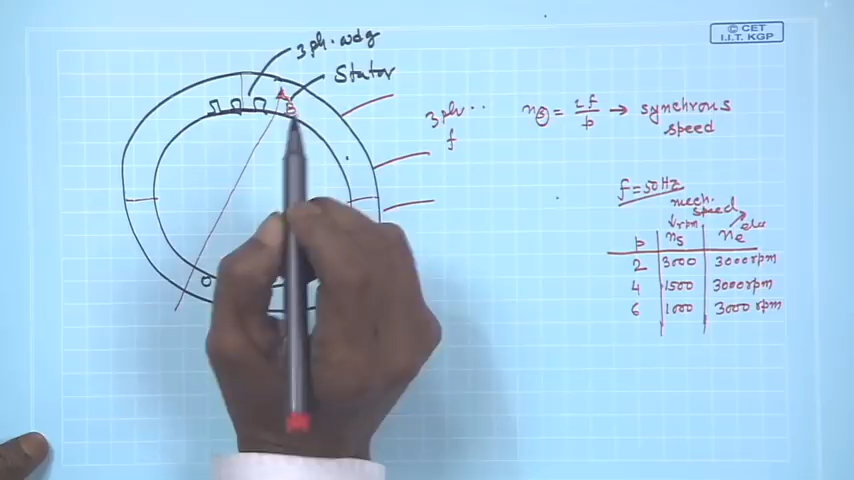 © CET
I.I.T. KGP
3 ph. wdg
Stator
A
B
3 ph. ..
f
ns = 2f/p → synchrous speed
f = 50 Hz
mech. speed
rpm elec
p ns ne
2 3000 3000 rpm
4 1500 3000 rpm
6 1000 3000 rpm